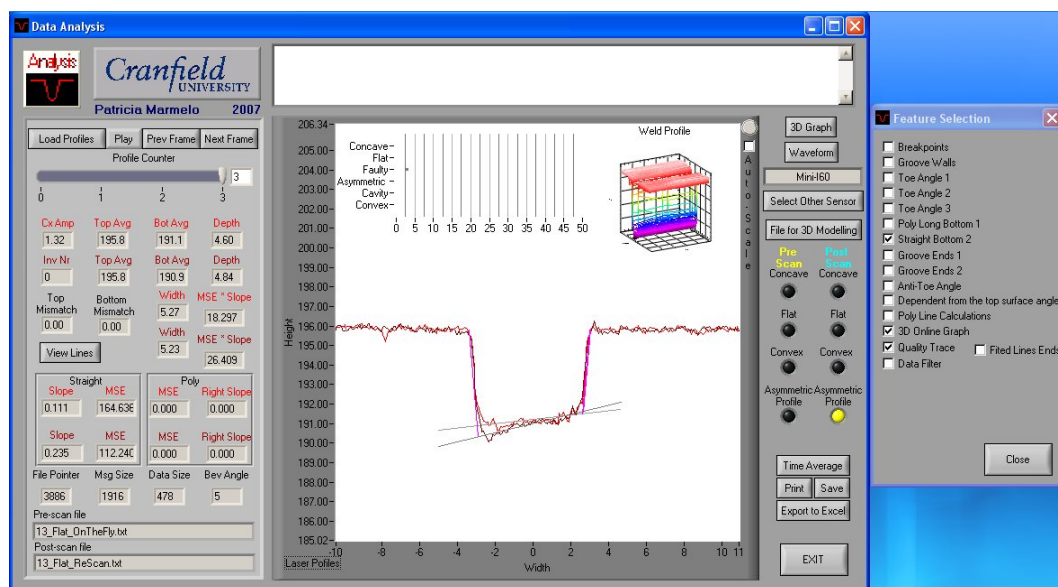 Data Analysis
Analysis
Cranfield
UNIVERSITY
Patricia Marmelo 2007
Load Profiles Play Prev Frame Next Frame
Profile Counter
3
0 1 2 3
Cx Amp Top Avg Bot Avg Depth
1.32 195.8 191.1 4.60
Inv Nr Top Avg Bot Avg Depth
0 195.8 190.9 4.84
Top Mismatch Bottom Mismatch Width MSE * Slope
0.00 0.00 5.27 18.297
Width MSE * Slope
5.23 26.409
View Lines
Straight Poly
Slope MSE MSE Right Slope
0.111 164.636 0.000 0.000
Slope MSE MSE Right Slope
0.235 112.240 0.000 0.000
File Pointer Msg Size Data Size Bev Angle
3886 1916 478 5
Pre-scan file
13_Flat_OnTheFly.txt
Post-scan file
13_Flat_ReScan.txt
206.34
205.00
204.00
203.00
202.00
201.00
200.00
199.00
198.00
197.00
196.00
195.00
194.00
193.00
192.00
191.00
190.00
189.00
188.00
187.00
186.00
185.02
Height
-10 -8 -6 -4 -2 0 2 4 6 8 10 11
Width
Laser Pofiles
Concave
Flat
Faulty
Asymmetric
Cavity
Convex
0 5 10 15 20 25 30 35 40 45 50
Weld Profile
Auto-Scale
3D Graph
Waveform
Mini-I60
Select Other Sensor
File for 3D Modelling
Pre Scan Post Scan
Concave Concave
Flat Flat
Convex Convex
Asymmetric Profile Asymmetric Profile
Time Average
Print Save
Export to Excel
EXIT
Feature Selection
Breakpoints
Groove Walls
Toe Angle 1
Toe Angle 2
Toe Angle 3
Poly Long Bottom 1
Straight Bottom 2
Groove Ends 1
Groove Ends 2
Anti-Toe Angle
Dependent from the top surface angle
Poly Line Calculations
3D Online Graph
Quality Trace Fited Lines Ends
Data Filter
Close